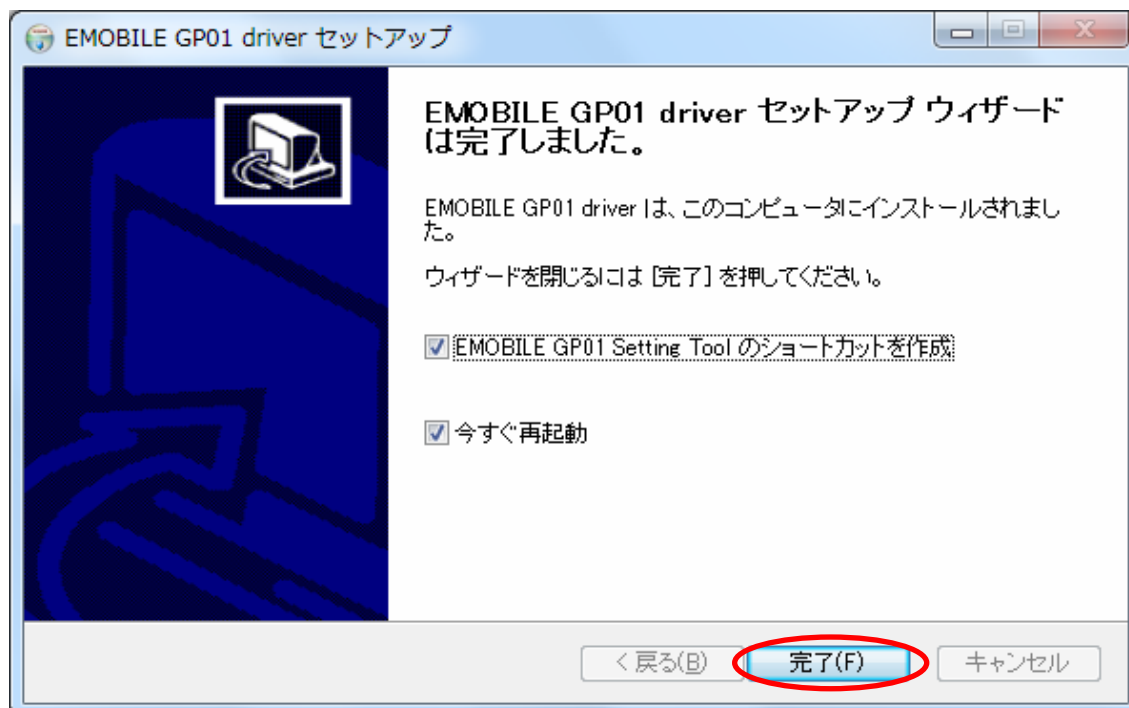 EMOBILE GP01 driver セットアップ
EMOBILE GP01 driver セットアップ ウィザード
は完了しました。
EMOBILE GP01 driver は、このコンピュータにインストールされまし
た。
ウィザードを閉じるには [完了] を押してください。
EMOBILE GP01 Setting Tool のショートカットを作成
今すぐ再起動
< 戻る(B) 完了(F) キャンセル